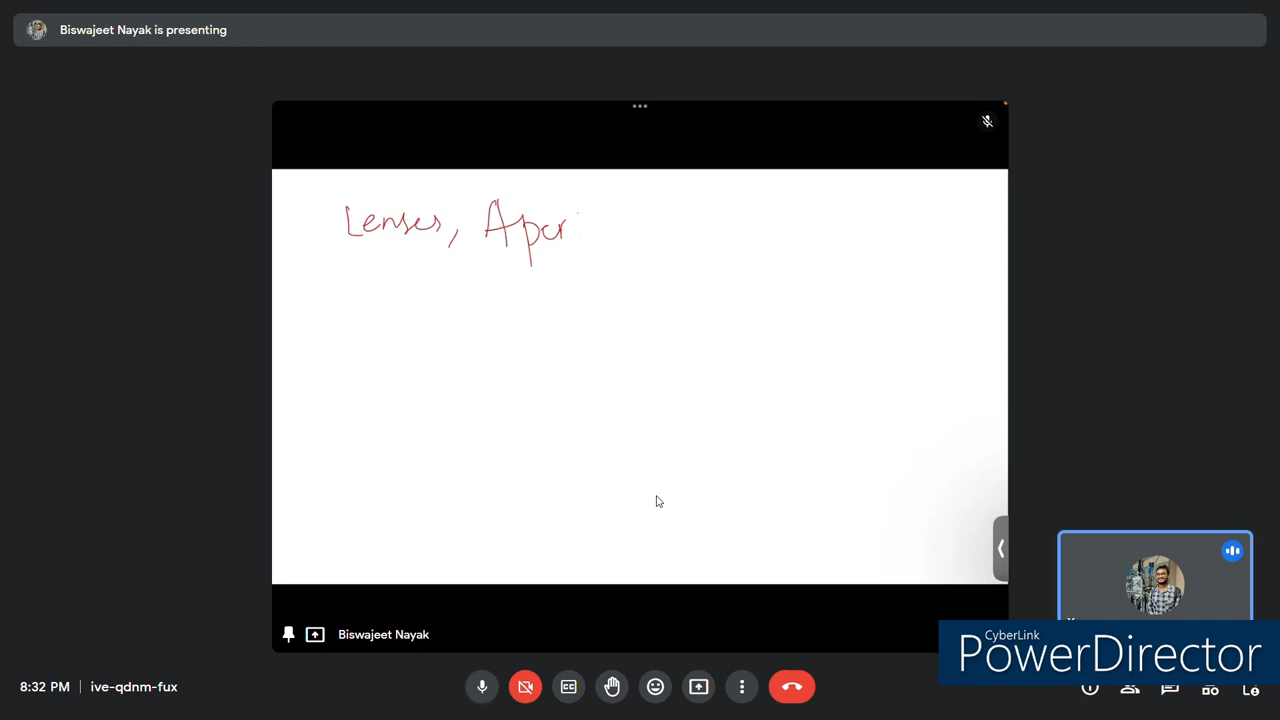 Biswajeet Nayak is presenting
Lenses, Aper
Biswajeet Nayak
8:32 PM | ive-qdnm-fux
CyberLink
PowerDirector